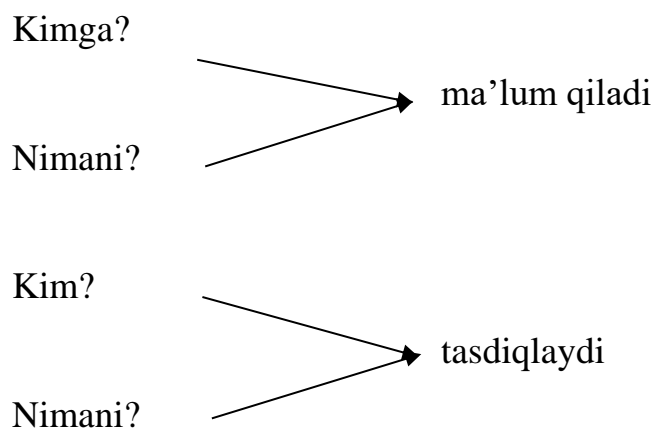 Kimga?
ma’lum qiladi
Nimani?
Kim?
tasdiqlaydi
Nimani?